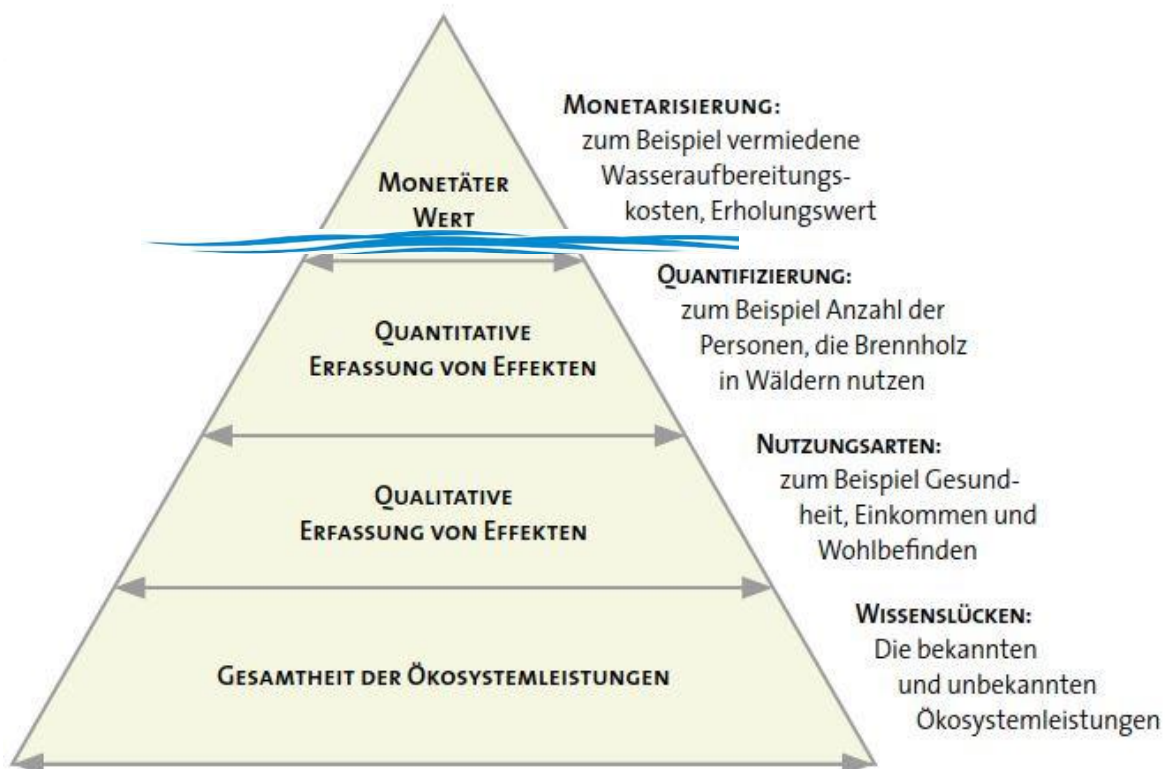 MONETARISIERUNG:
zum Beispiel vermiedene
Wasseraufbereitungs-
kosten, Erholungswert
MONETÄTER
WERT
QUANTIFIZIERUNG:
zum Beispiel Anzahl der
Personen, die Brennholz
in Wäldern nutzen
QUANTITATIVE
ERFASSUNG VON EFFEKTEN
NUTZUNGSARTEN:
zum Beispiel Gesund-
heit, Einkommen und
Wohlbefinden
QUALITATIVE
ERFASSUNG VON EFFEKTEN
WISSENSLÜCKEN:
Die bekannten
und unbekannten
Ökosystemleistungen
GESAMTHEIT DER ÖKOSYSTEMLEISTUNGEN